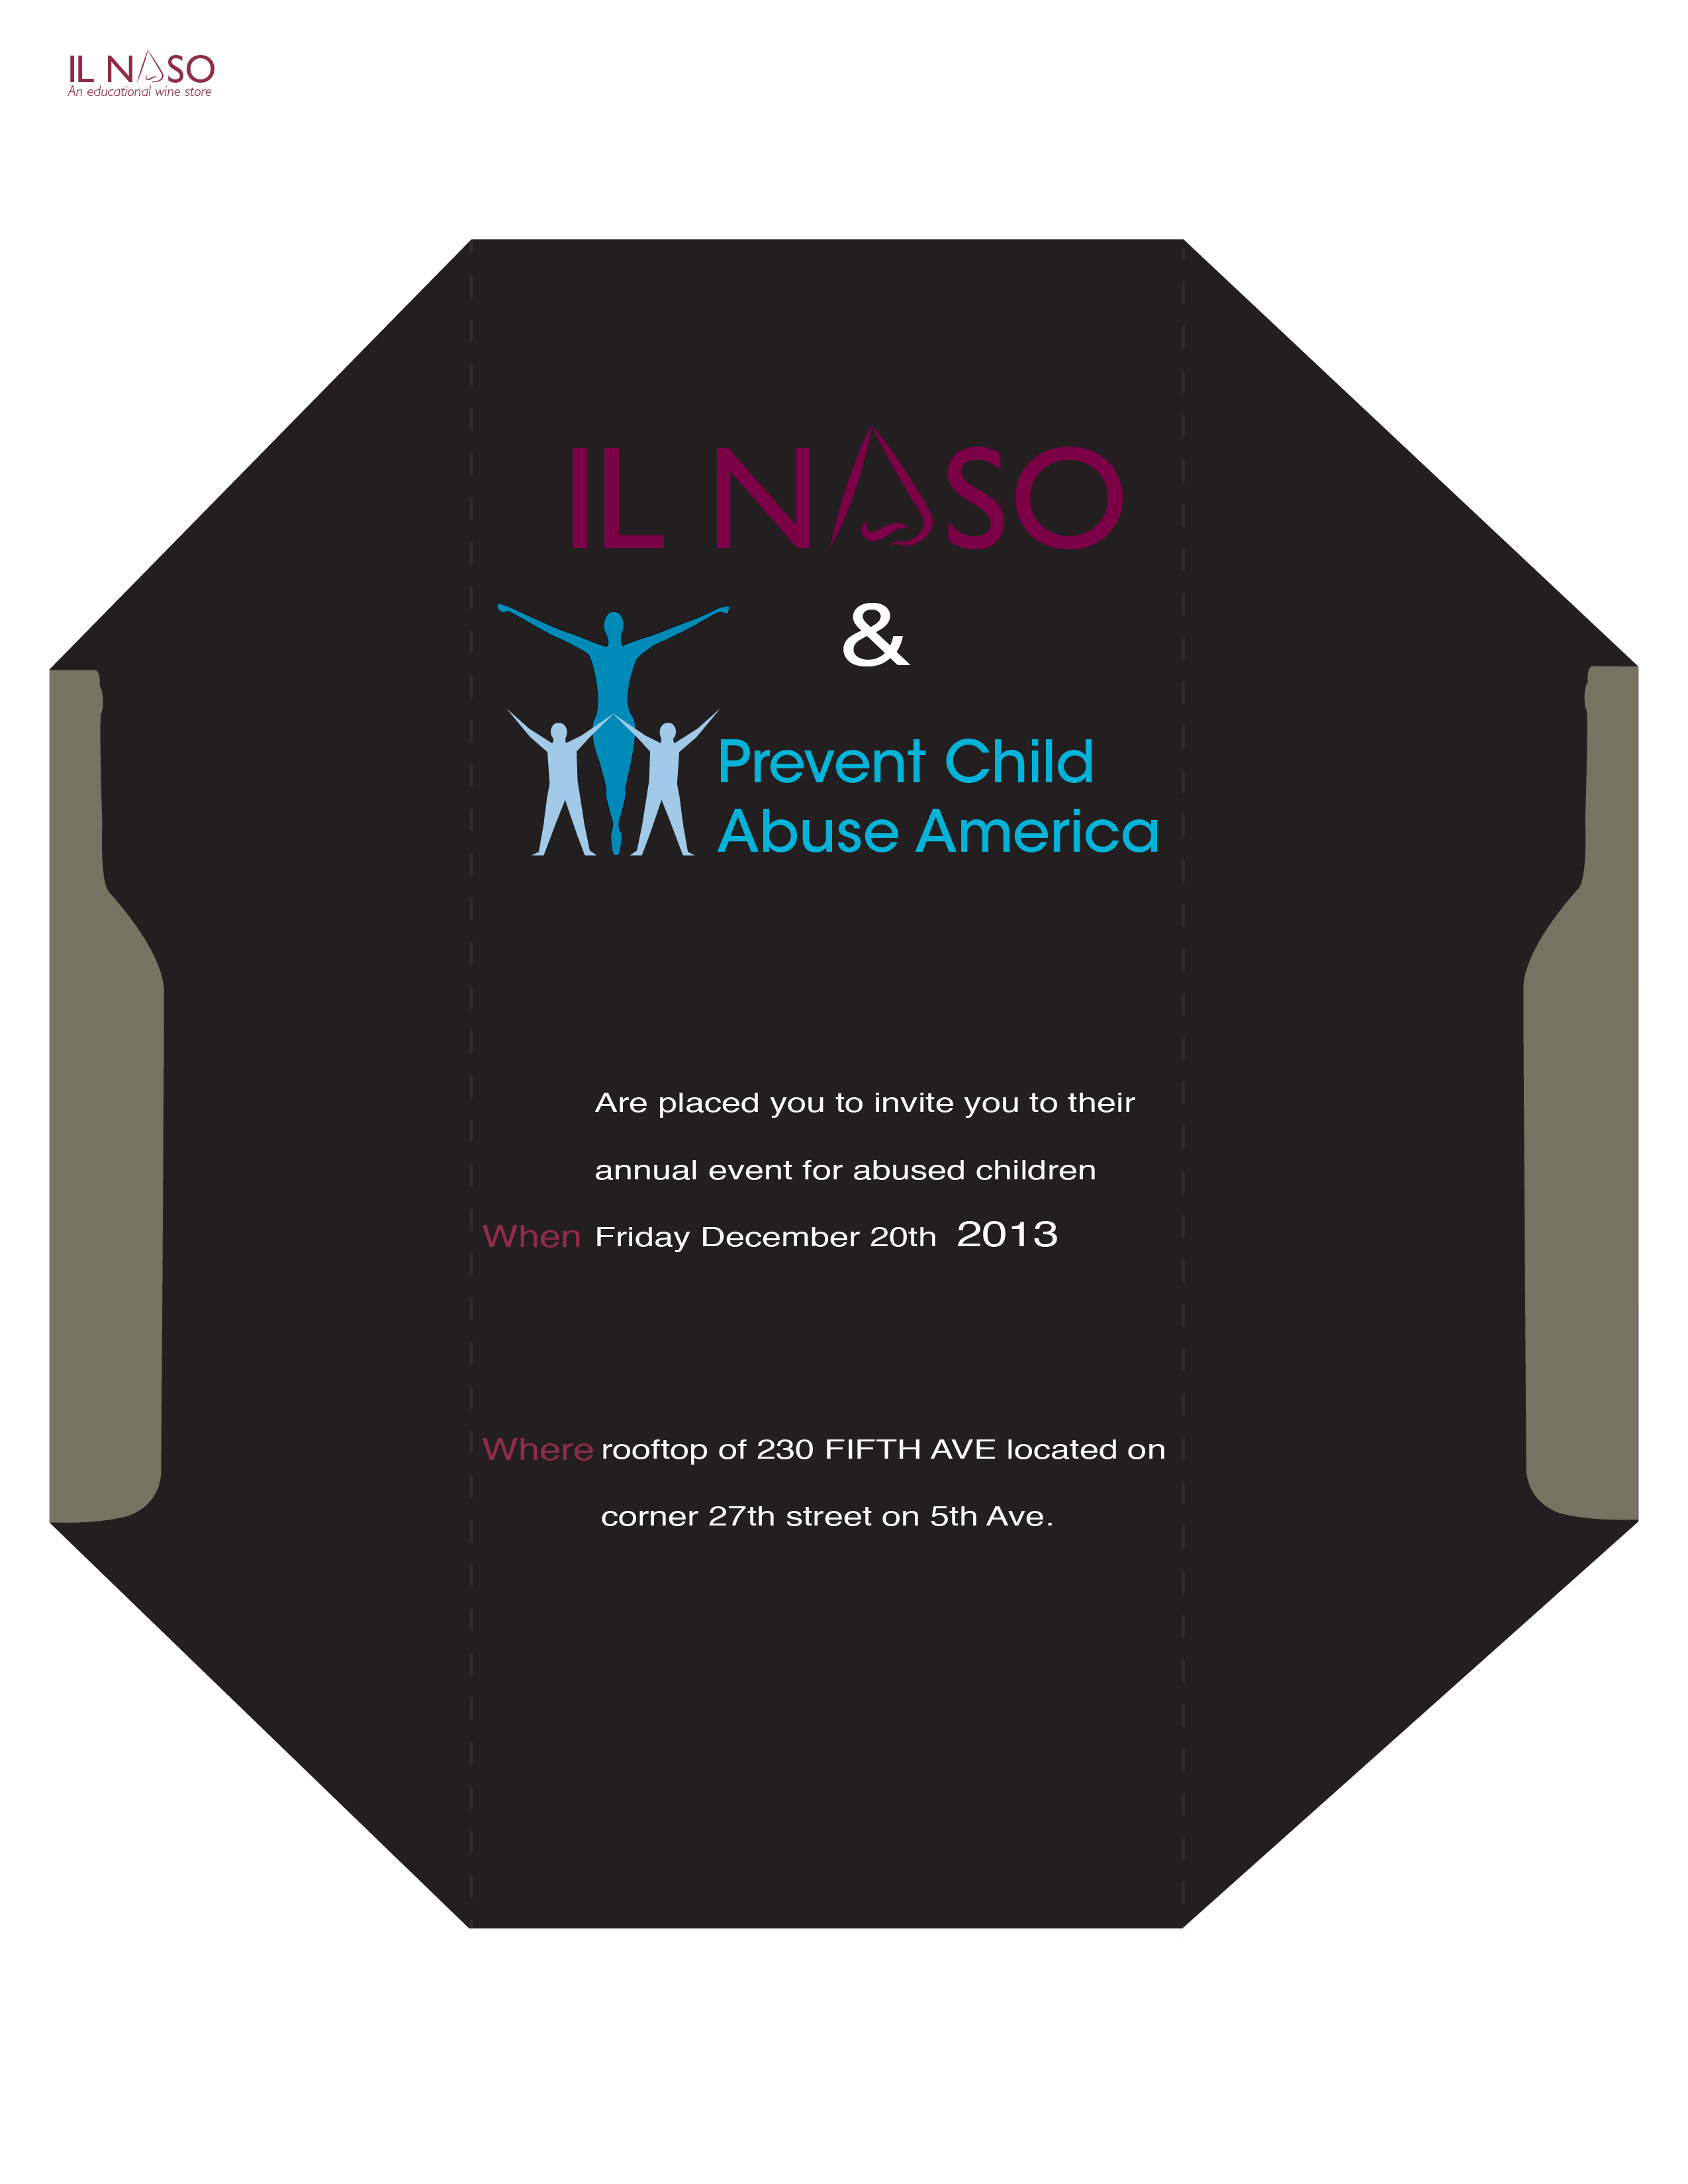 IL NASO
An educational wine store
IL NASO
&
Prevent Child
Abuse America
Are placed you to invite you to their
annual event for abused children
When Friday December 20th 2013
Where rooftop of 230 FIFTH AVE located on
corner 27th street on 5th Ave.